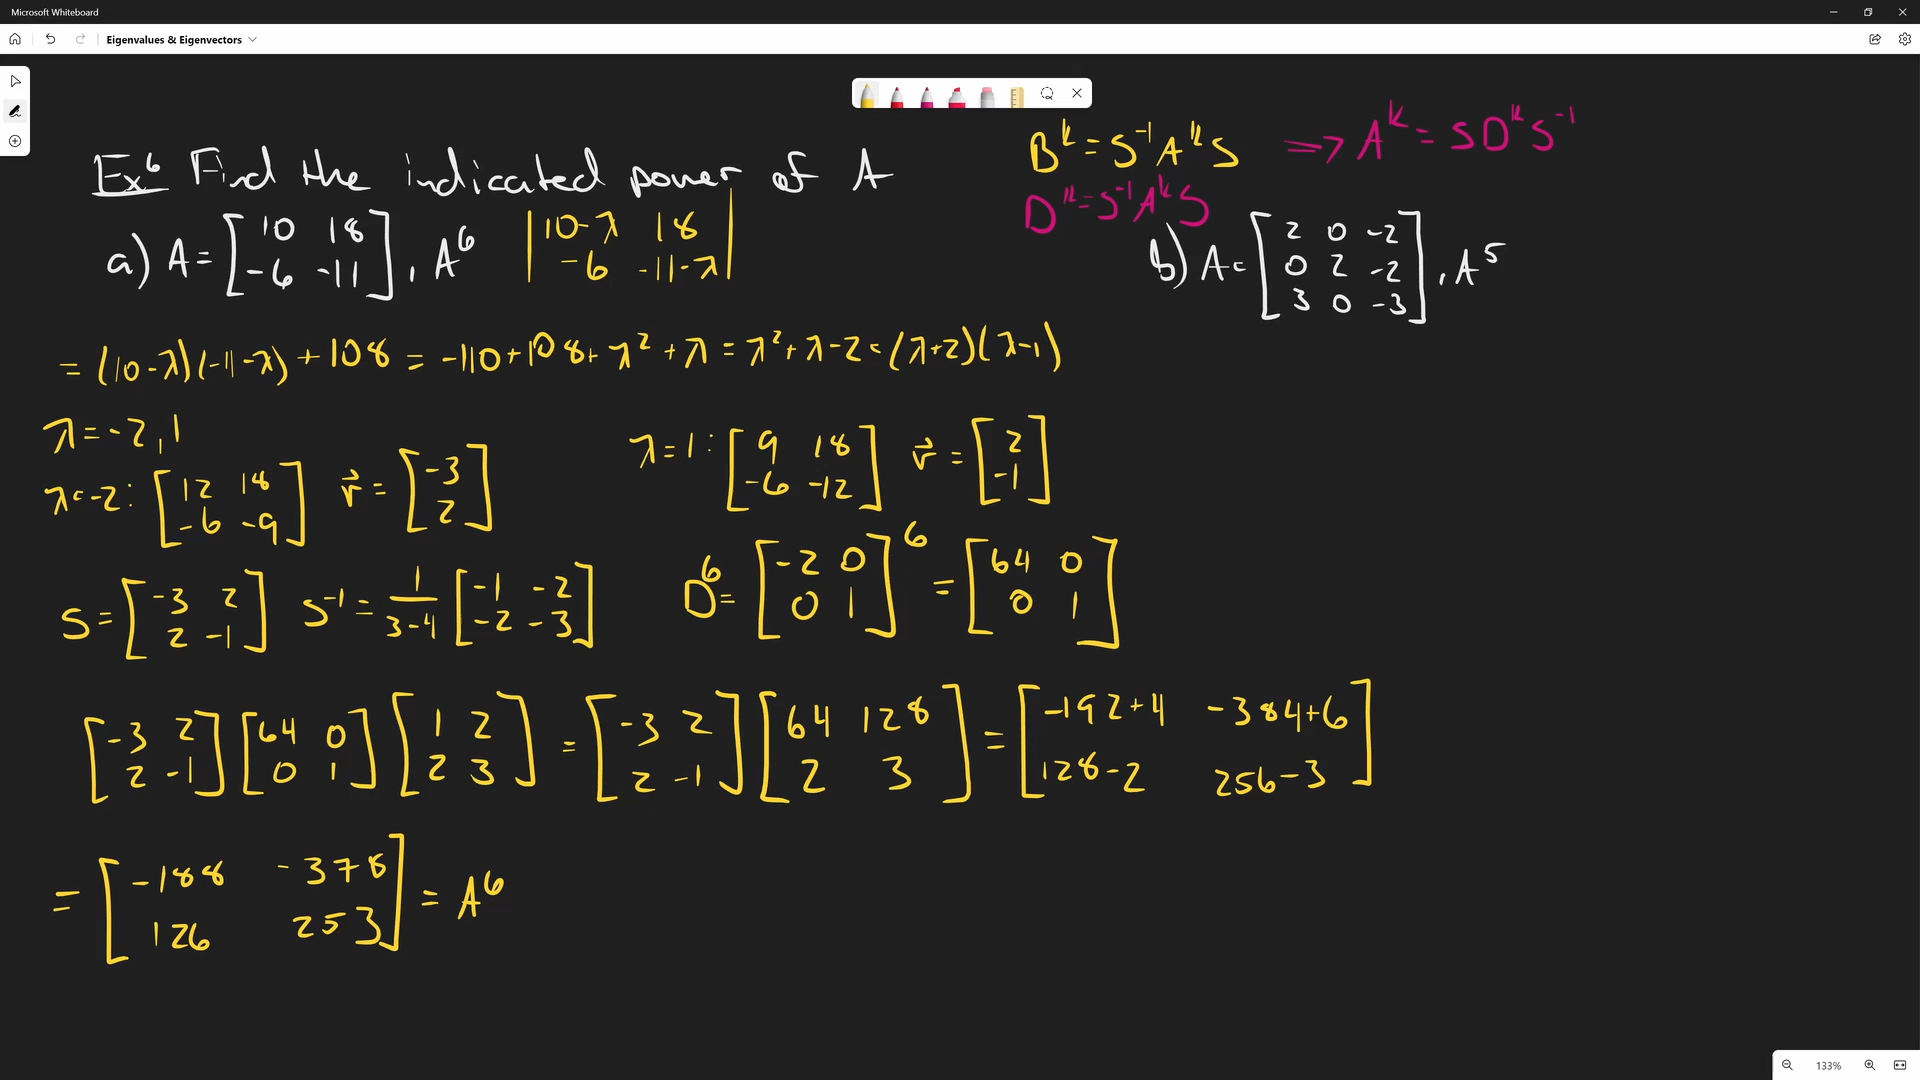 Microsoft Whiteboard
Eigenvalues & Eigenvectors
Ex6 Find the indicated power of A
B^k = S^-1 A^k S ⟹ A^k = S D^k S^-1
D^k = S^-1 A^k S
a) A = [10 18; -6 -11], A^6 |10-λ 18; -6 -11-λ|
b) A = [2 0 -2; 0 2 -2; 3 0 -3], A^5
= (10-λ)(-11-λ) + 108 = -110+108+λ²+λ = λ²+λ-2 = (λ+2)(λ-1)
λ = -2, 1
λ = -2: [12 18; -6 -9] v⃗ = [-3; 2]
λ = 1: [9 18; -6 -12] v⃗ = [2; -1]
S = [-3 2; 2 -1] S^-1 = 1/(3-4) [-1 -2; -2 -3]
D^6 = [-2 0; 0 1]^6 = [64 0; 0 1]
[-3 2; 2 -1] [64 0; 0 1] [1 2; 2 3] = [-3 2; 2 -1] [64 128; 2 3] = [-192+4 -384+6; 128-2 256-3]
= [-188 -378; 126 253] = A^6
133%